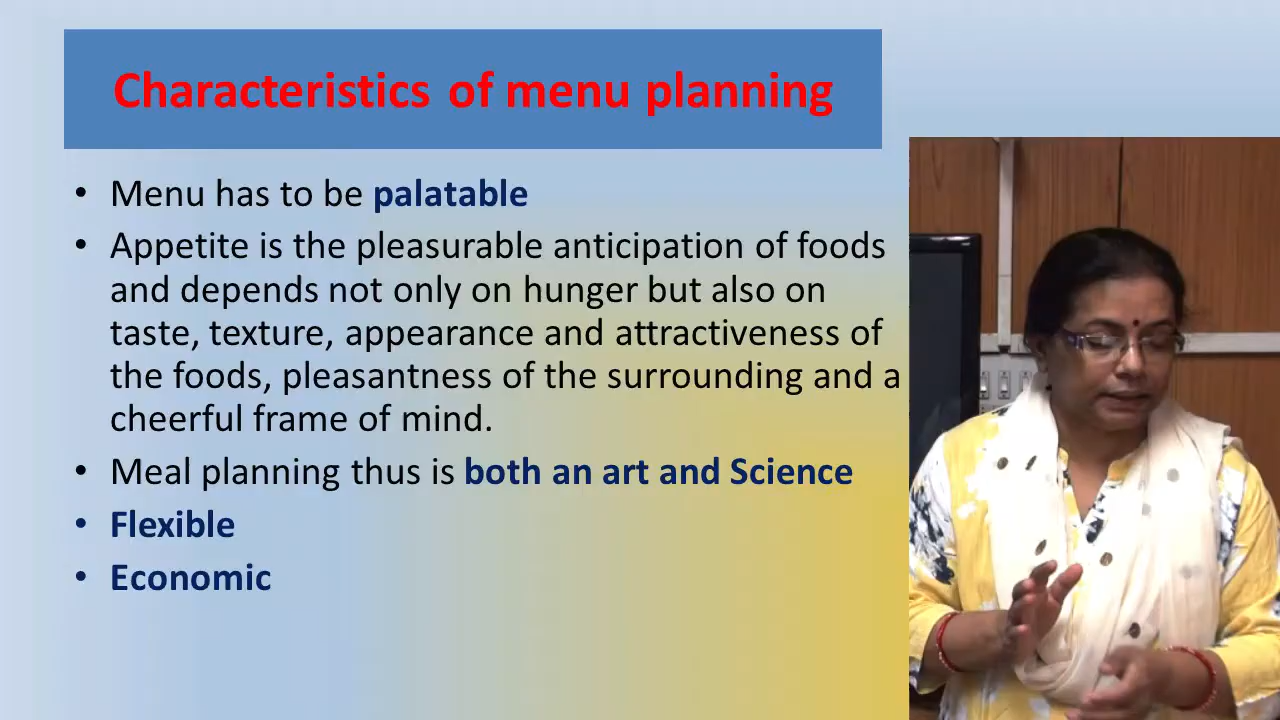 Characteristics of menu planning
• Menu has to be palatable
• Appetite is the pleasurable anticipation of foods
and depends not only on hunger but also on
taste, texture, appearance and attractiveness of
the foods, pleasantness of the surrounding and a
cheerful frame of mind.
• Meal planning thus is both an art and Science
• Flexible
• Economic